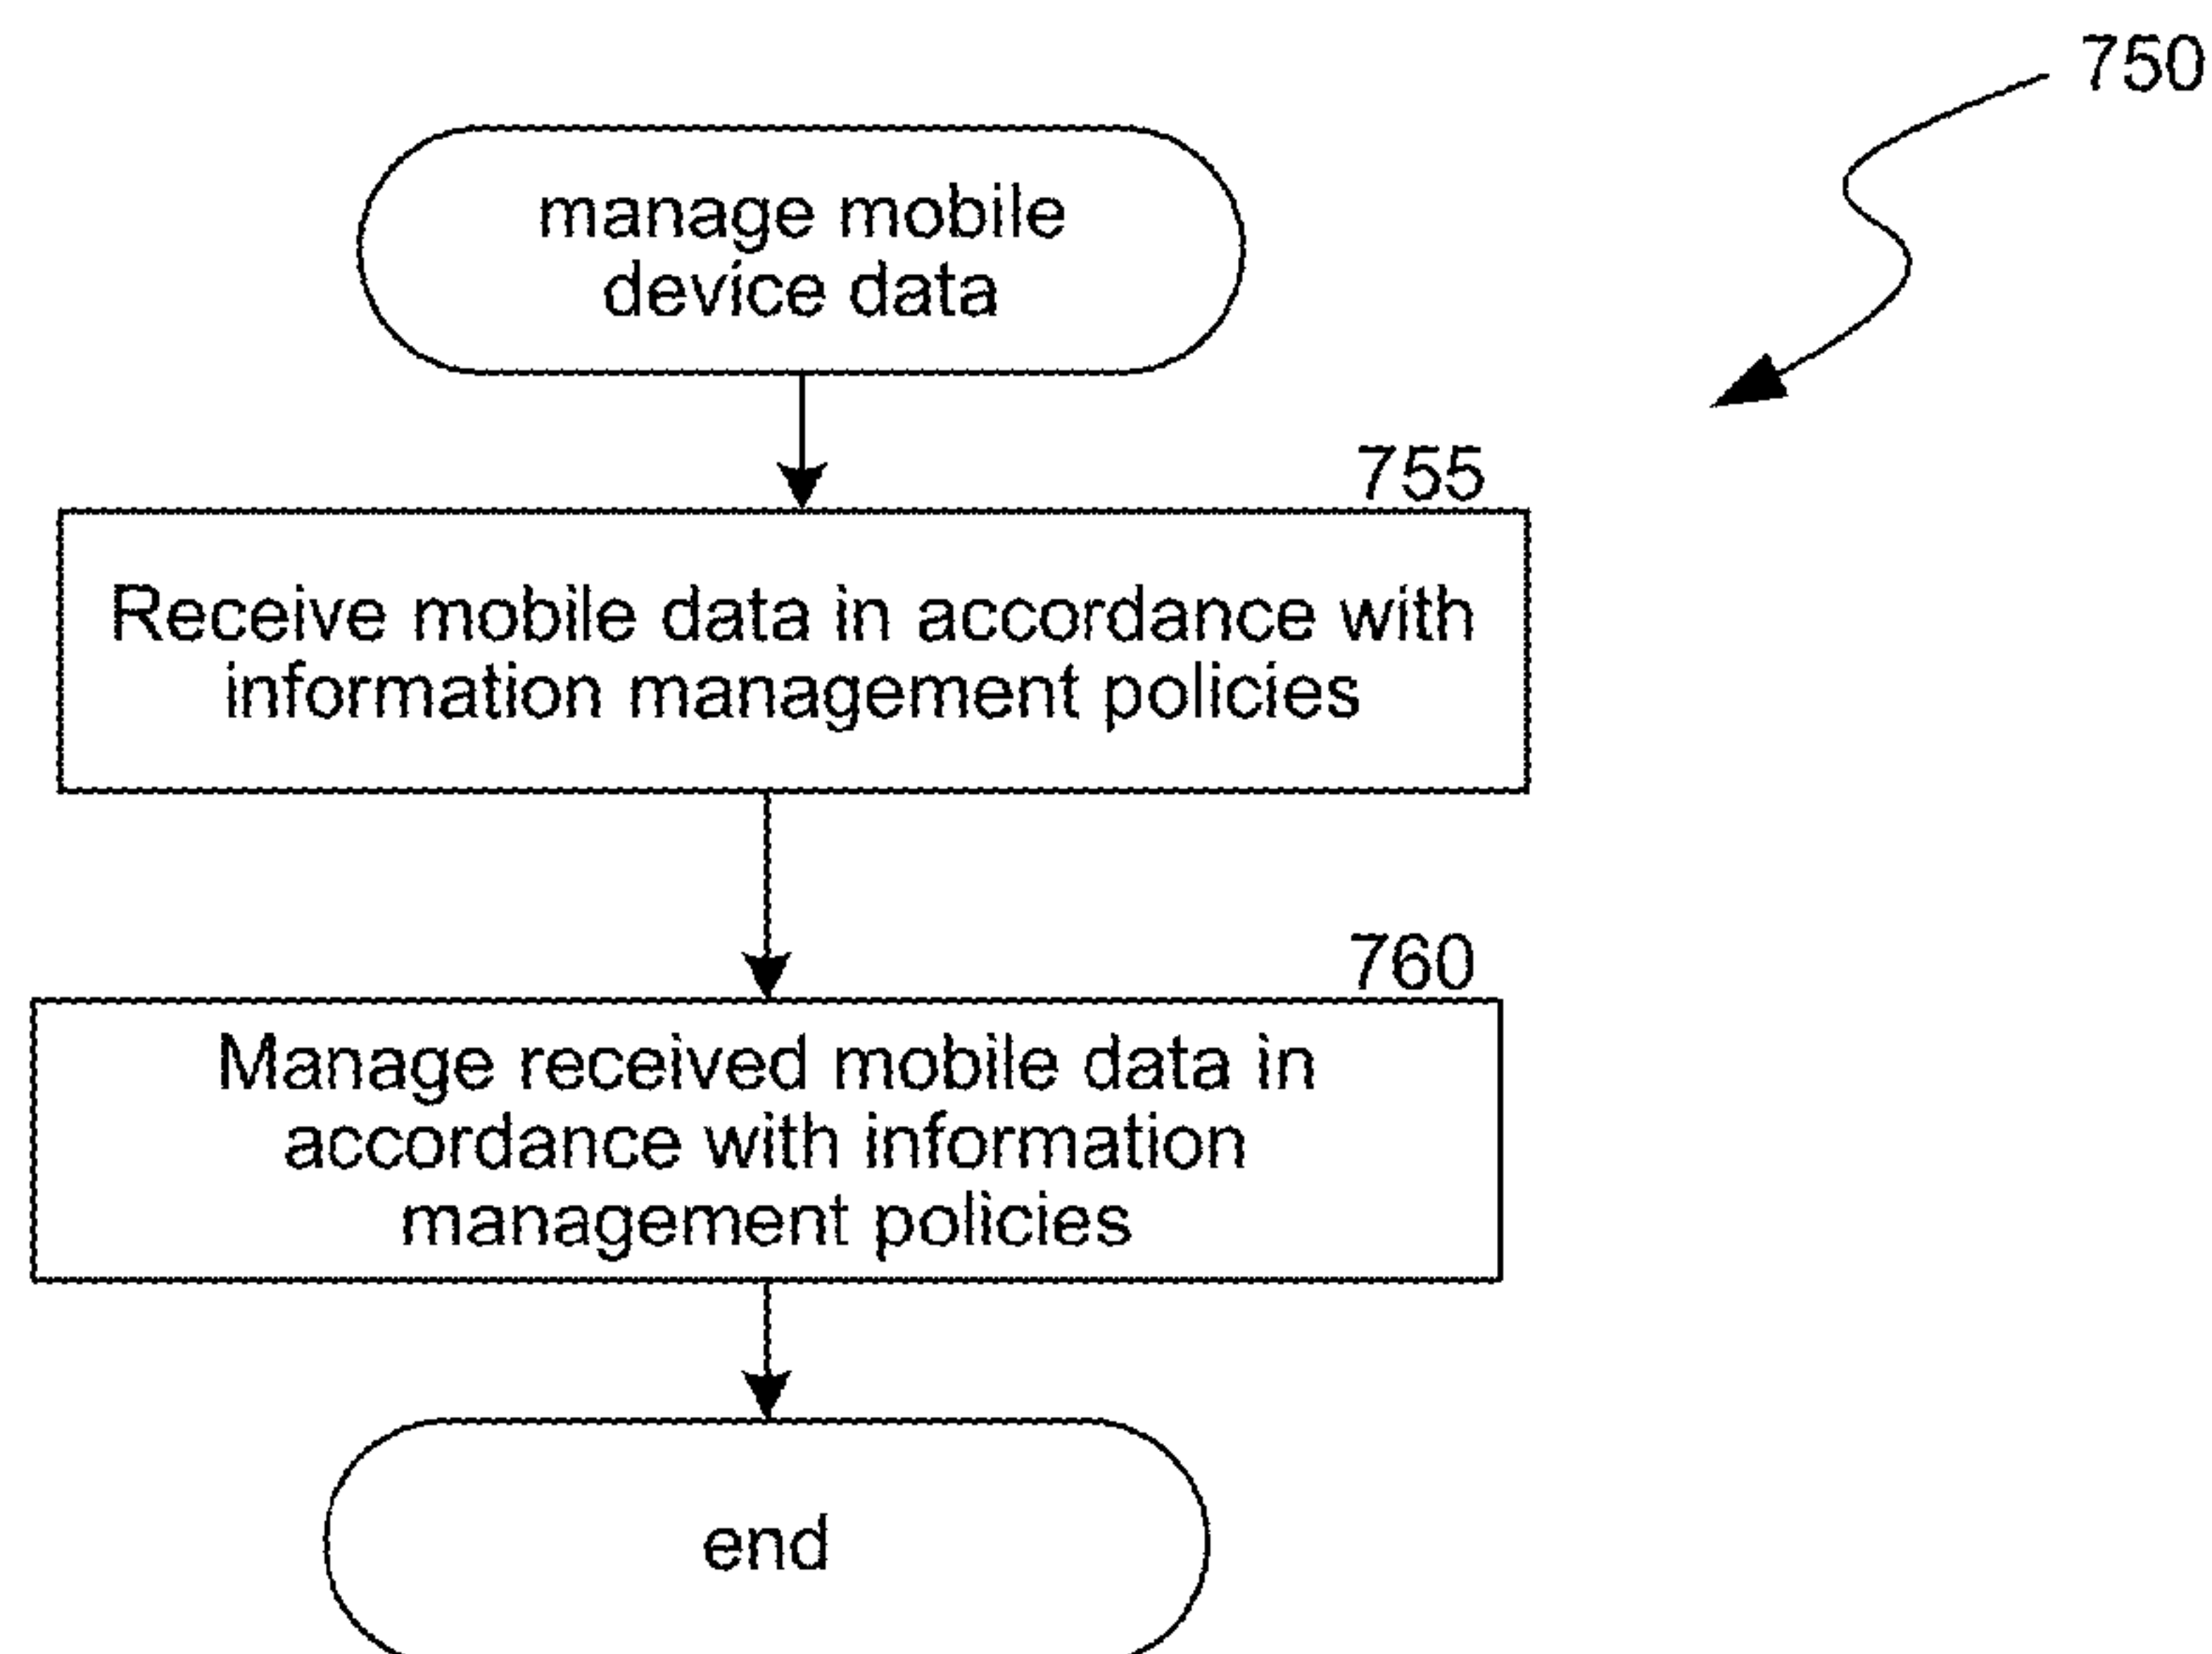 750
manage mobile
device data
755
Receive mobile data in accordance with
information management policies
760
Manage received mobile data in
accordance with information
management policies
end